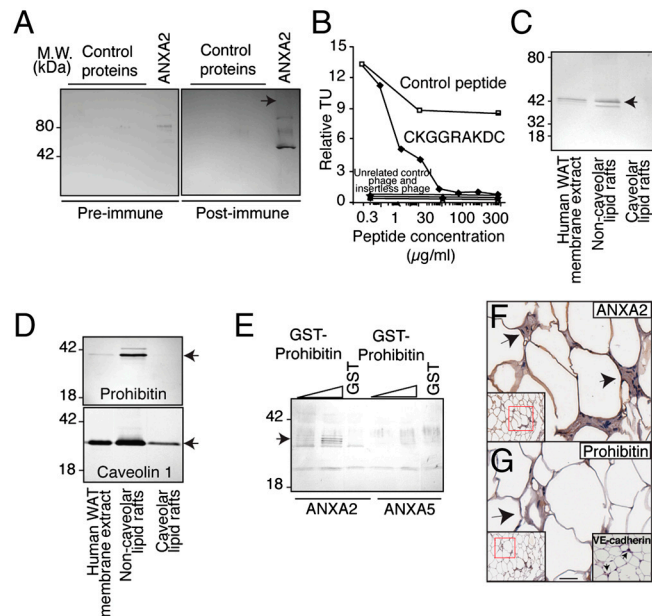 A
M.W.
(kDa)
Control
proteins
ANXA2
Control
proteins
ANXA2
80
42
Pre-immune
Post-immune
B
Relative TU
15
12
9
6
3
0
Control peptide
CKGGRAKDC
Unrelated control
phage and
insertless phage
0.3 1 30 30 100 300
Peptide concentration
(µg/ml)
C
80
42
32
18
Human WAT
membrane extract
Non-caveolar
lipid rafts
Caveolar
lipid rafts
D
42
18
Prohibitin
42
18
Caveolin 1
Human WAT
membrane extract
Non-caveolar
lipid rafts
Caveolar
lipid rafts
E
GST-
Prohibitin
GST
GST-Prohibitin
GST
42
18
ANXA2
ANXA5
F
ANXA2
G
Prohibitin
VE-cadherin